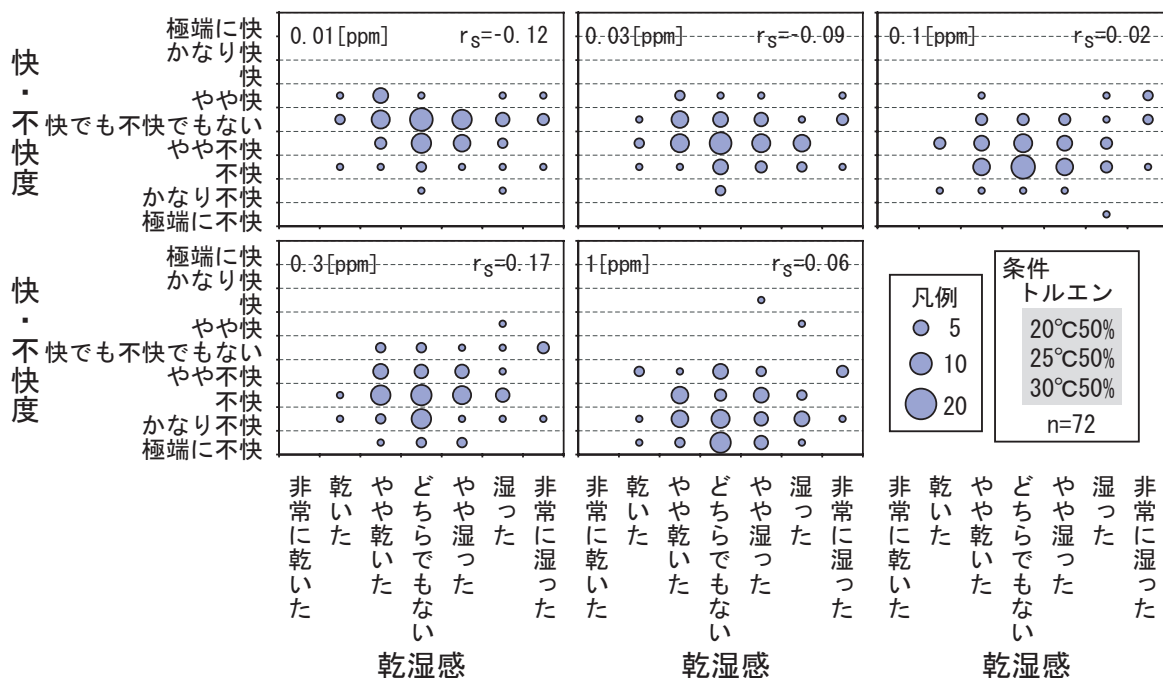 快・不快度
極端に快
かなり快
快
やや快
快でも不快でもない
やや不快
不快
かなり不快
極端に不快
0.01[ppm] rS=-0.12
0.03[ppm] rS=-0.09
0.1[ppm] rS=0.02
快・不快度
極端に快
かなり快
快
やや快
快でも不快でもない
やや不快
不快
かなり不快
極端に不快
0.3[ppm] rS=0.17
1[ppm] rS=0.06
凡例
5
10
20
条件
トルエン
20℃50%
25℃50%
30℃50%
n=72
非常に乾いた
乾いた
やや乾いた
どちらでもない
やや湿った
湿った
非常に湿った
乾湿感
非常に乾いた
乾いた
やや乾いた
どちらでもない
やや湿った
湿った
非常に湿った
乾湿感
非常に乾いた
乾いた
やや乾いた
どちらでもない
やや湿った
湿った
非常に湿った
乾湿感